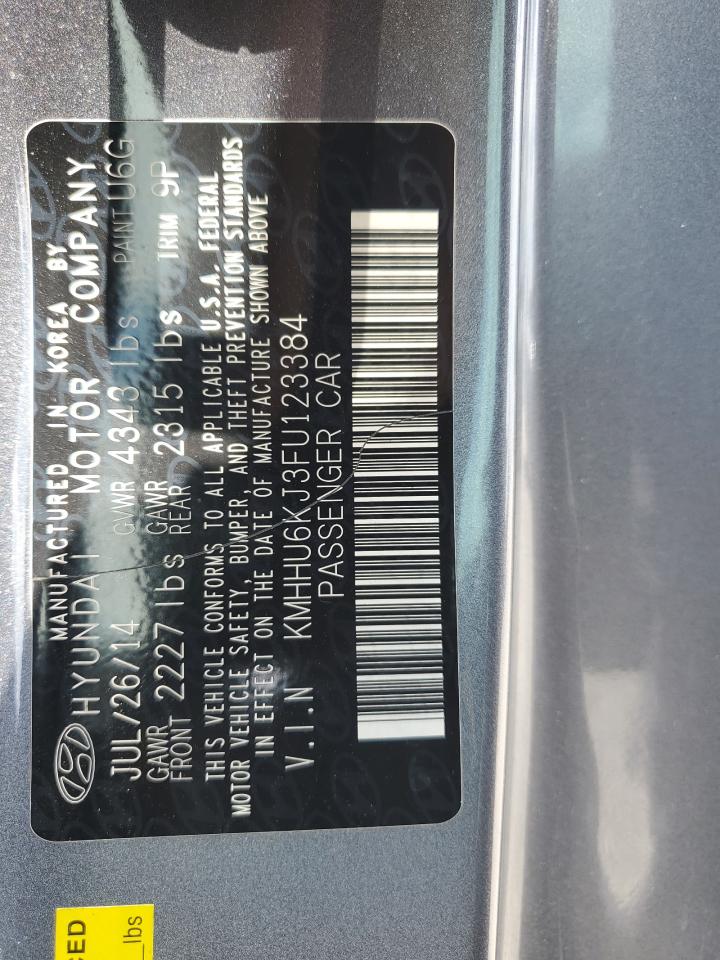 MANUFACTURED IN KOREA BY
HYUNDAI MOTOR COMPANY
JUL/26/14 GVWR 4343 lbs PAINT U6G
GAWR FRONT 2227 lbs GAWR REAR 2315 lbs TRIM 9P
THIS VEHICLE CONFORMS TO ALL APPLICABLE U.S.A. FEDERAL
MOTOR VEHICLE SAFETY, BUMPER, AND THEFT PREVENTION STANDARDS
IN EFFECT ON THE DATE OF MANUFACTURE SHOWN ABOVE
V.I.N KMHHU6KJ3FU123384
PASSENGER CAR
lbs